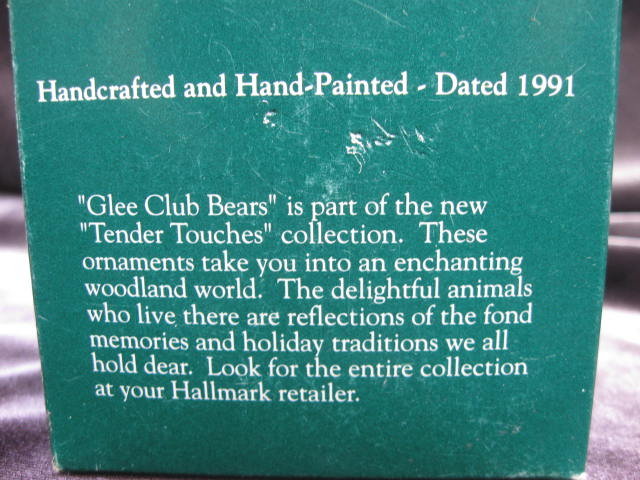 Handcrafted and Hand-Painted - Dated 1991
"Glee Club Bears" is part of the new
"Tender Touches" collection. These
ornaments take you into an enchanting
woodland world. The delightful animals
who live there are reflections of the fond
memories and holiday traditions we all
hold dear. Look for the entire collection
at your Hallmark retailer.